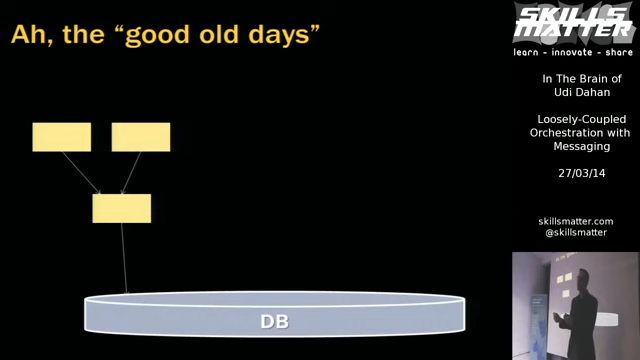 Ah, the “good old days”
DB
SKILLS
MATTER
learn - innovate - share
In The Brain of
Udi Dahan
Loosely-Coupled
Orchestration with
Messaging
27/03/14
skillsmatter.com
@skillsmatter